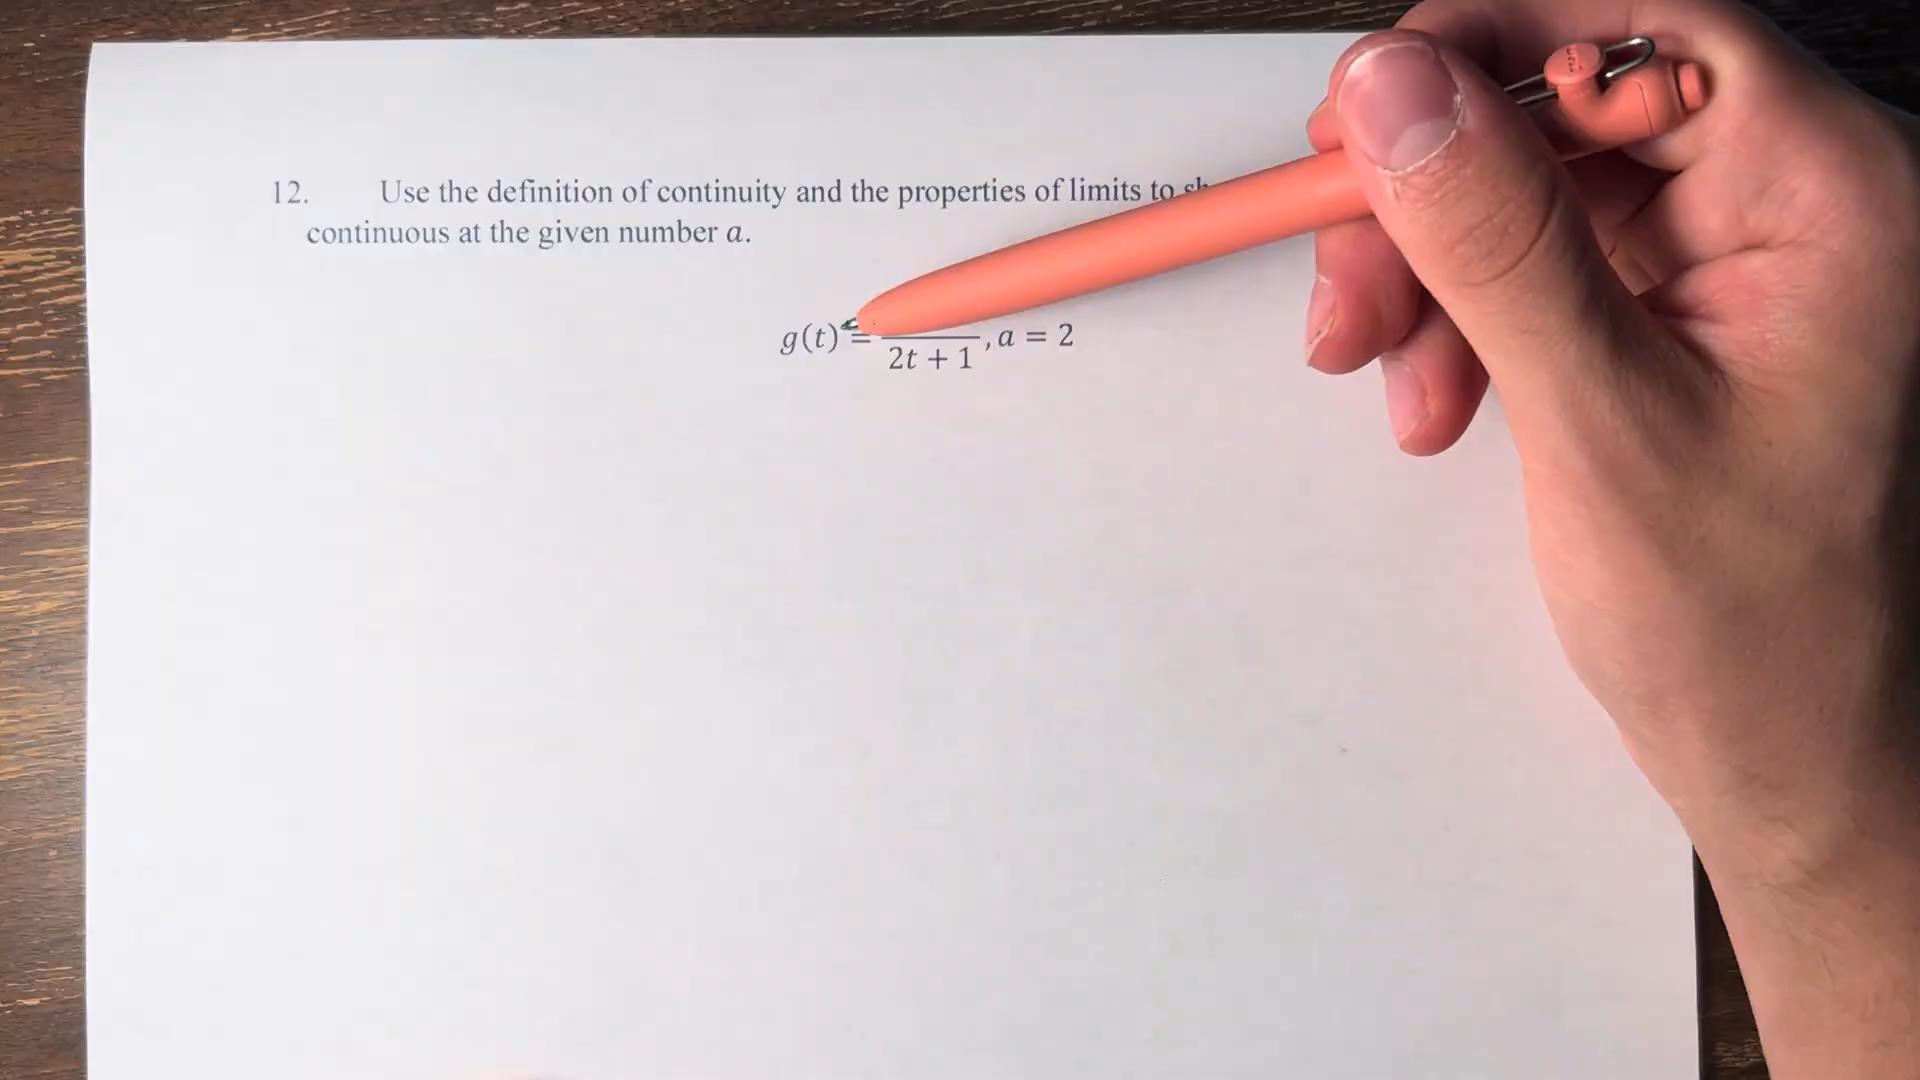 12. Use the definition of continuity and the properties of limits to
continuous at the given number a.
g(t) = / 2t + 1 , a = 2